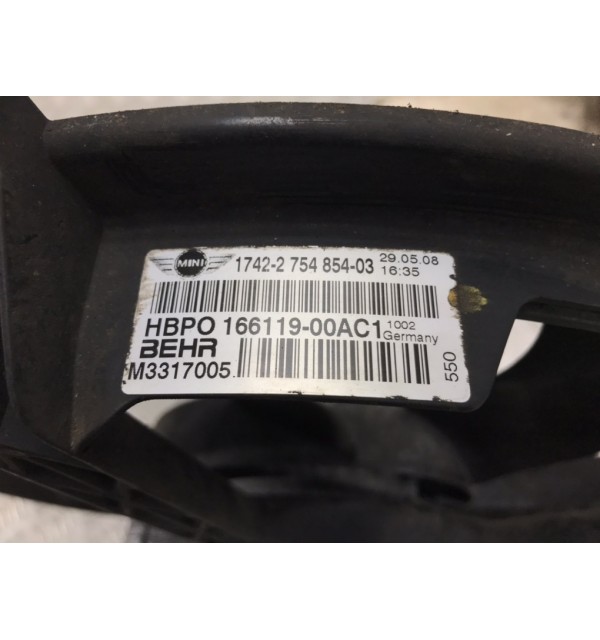 MINI 1742-2 754 854-03 29.05.08
16:35
HBPO 166119-00AC1 1002
Germany
BEHR
M3317005
550